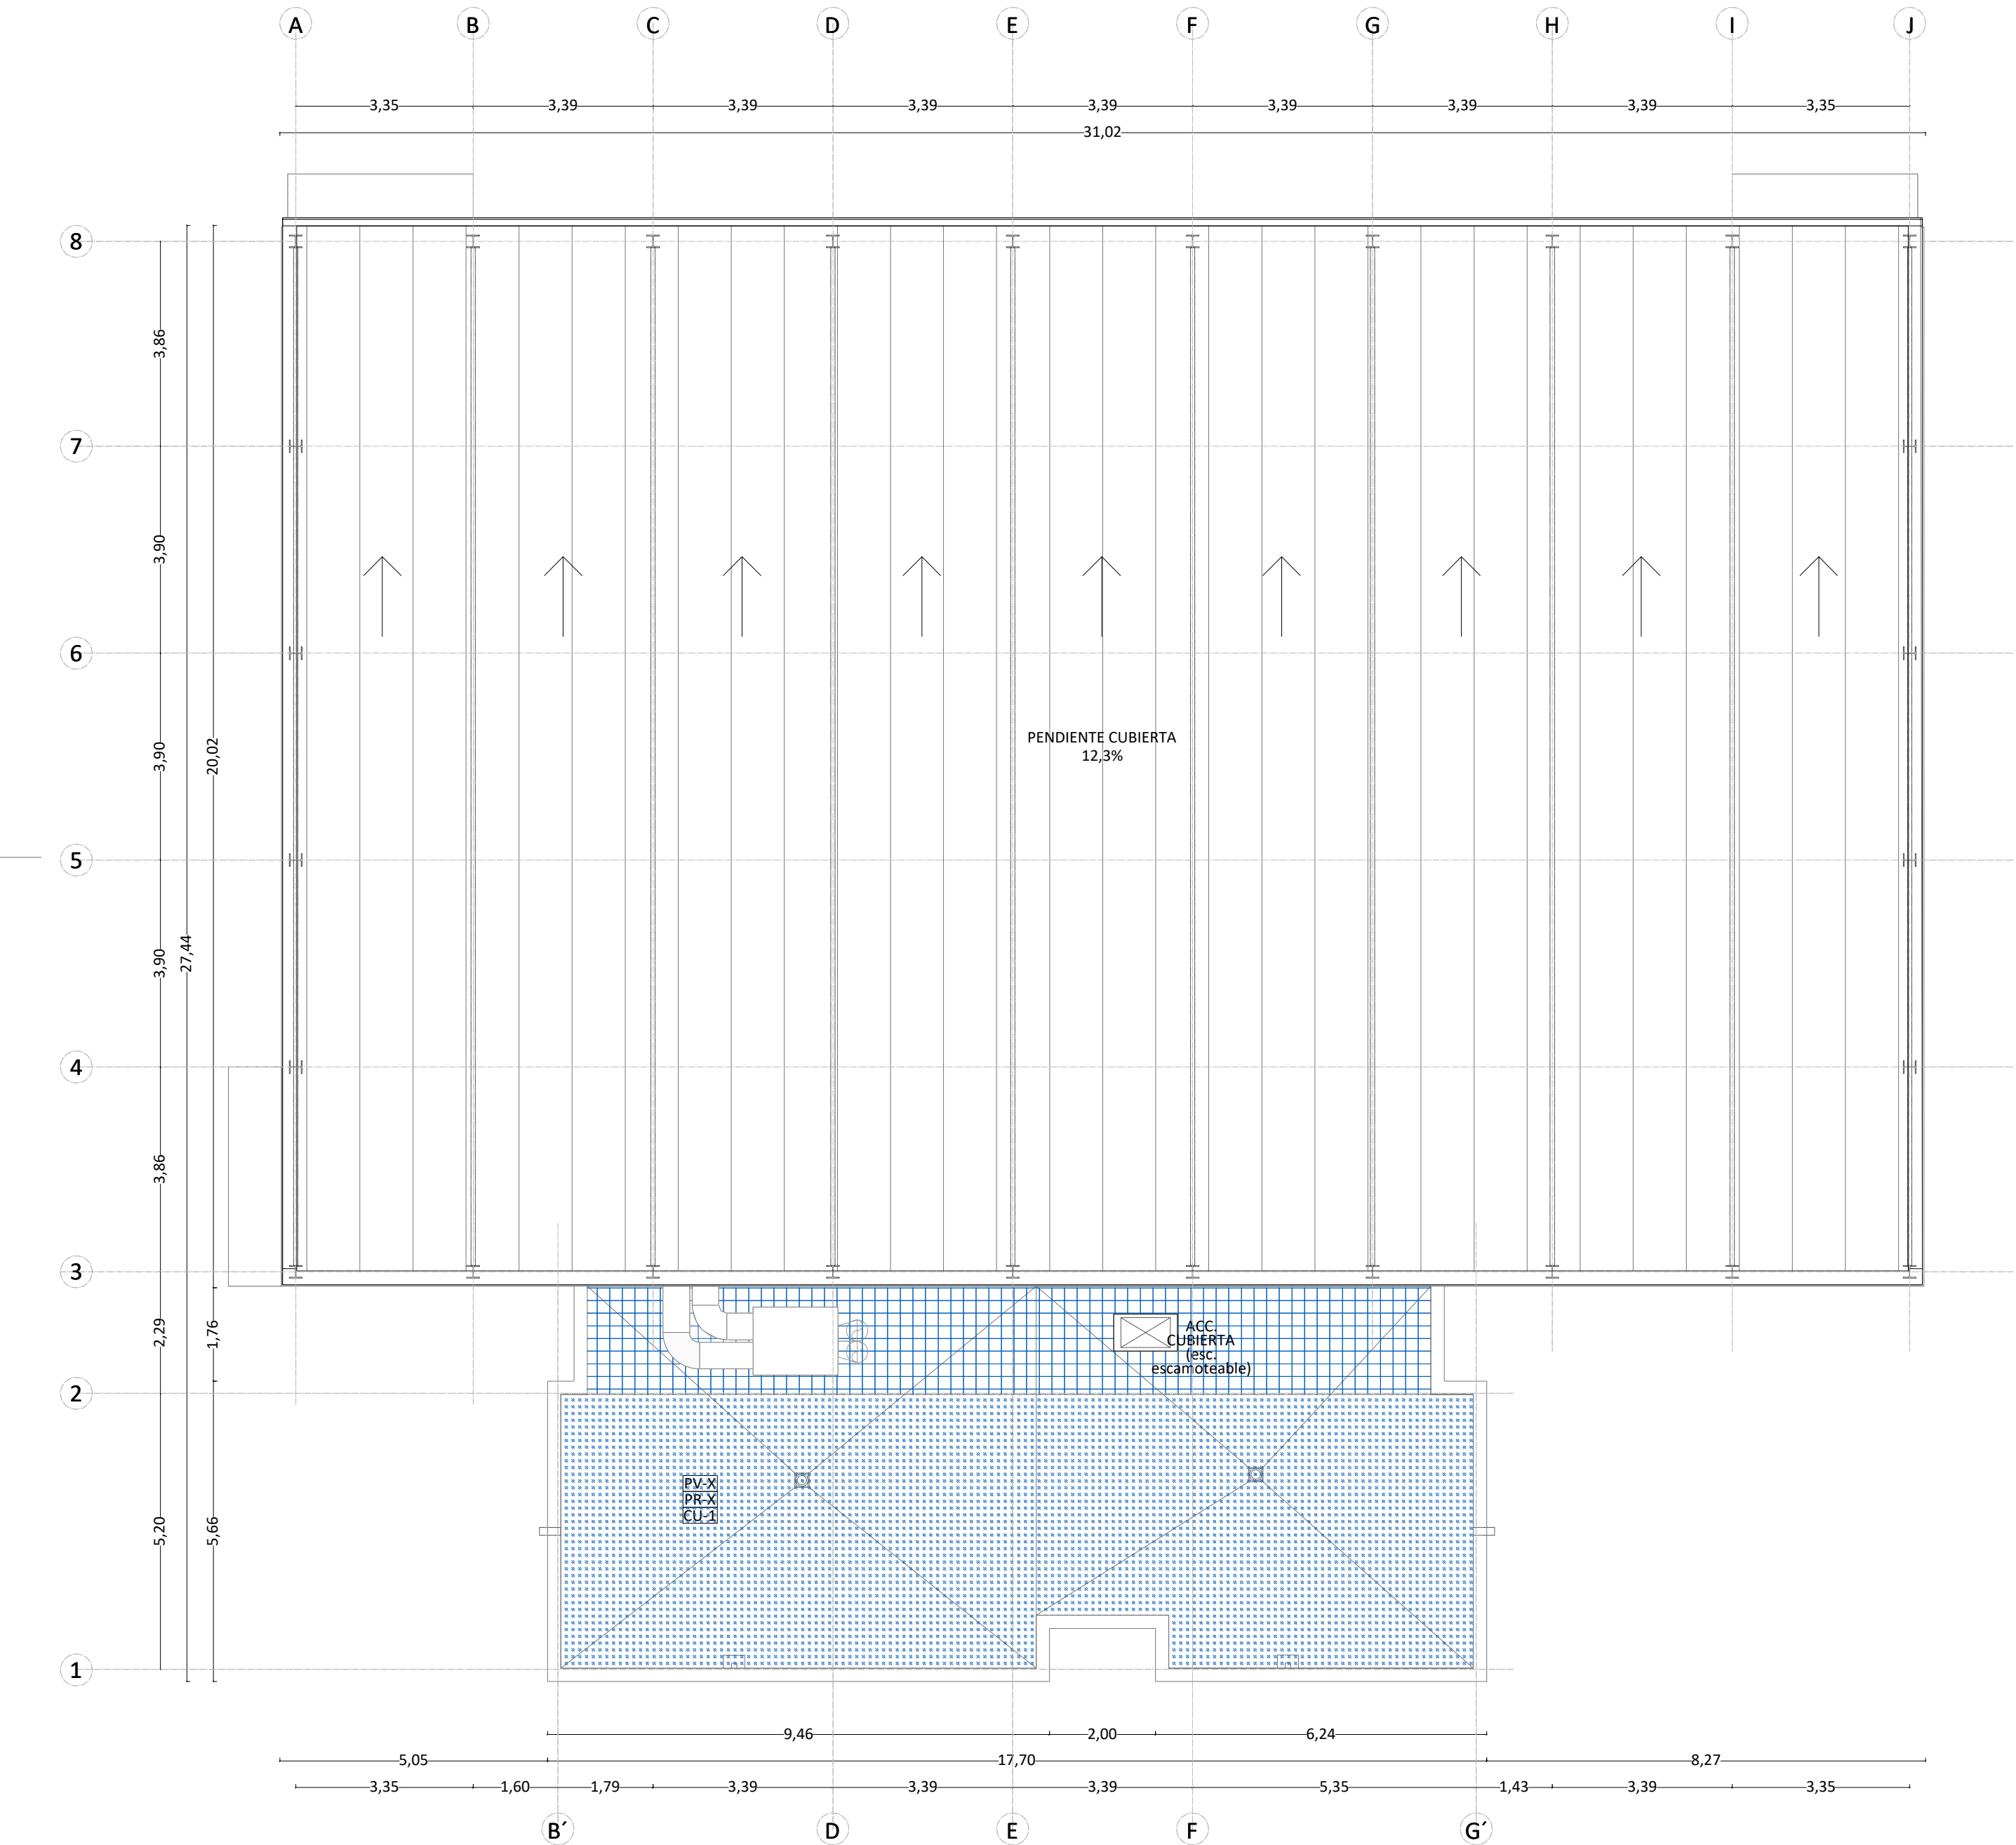 A B C D E F G H I J
3,35 3,39 3,39 3,39 3,39 3,39 3,39 3,39 3,35
31,02
8
3,86
7
3,90
6
PENDIENTE CUBIERTA
12,3%
3,90
20,02
5
27,44
3,90
4
3,86
3
2,29
1,76
ACC.
CUBIERTA
(esc.
escamoteable)
2
PV-X
PR-X
CU-1
5,20
5,66
1
9,46 2,00 6,24
5,05 17,70 8,27
3,35 1,60 1,79 3,39 3,39 3,39 5,35 1,43 3,39 3,35
B´ D E F G´